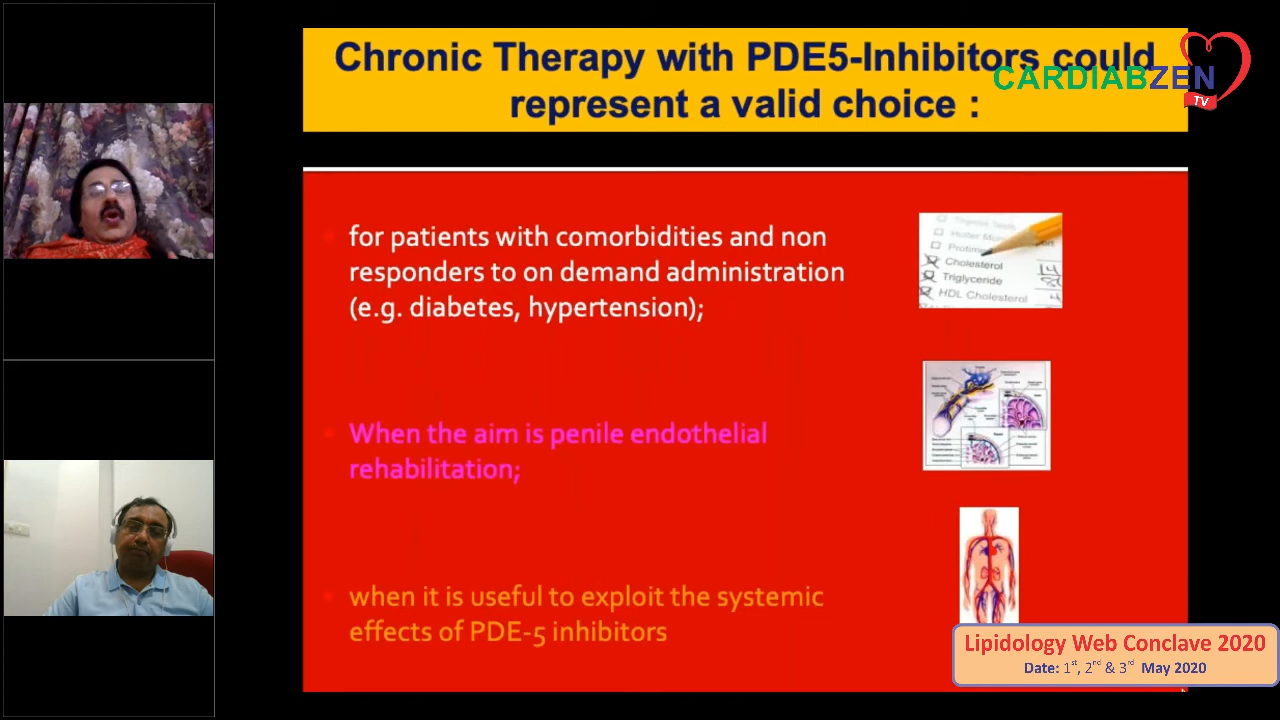 Chronic Therapy with PDE5-Inhibitors could
represent a valid choice :
CARDIABZEN
TV
for patients with comorbidities and non
responders to on demand administration
(e.g. diabetes, hypertension);
Cholesterol
Triglyceride
HDL Cholesterol
When the aim is penile endothelial
rehabilitation;
when it is useful to exploit the systemic
effects of PDE-5 inhibitors
Lipidology Web Conclave 2020
Date: 1st, 2nd & 3rd May 2020